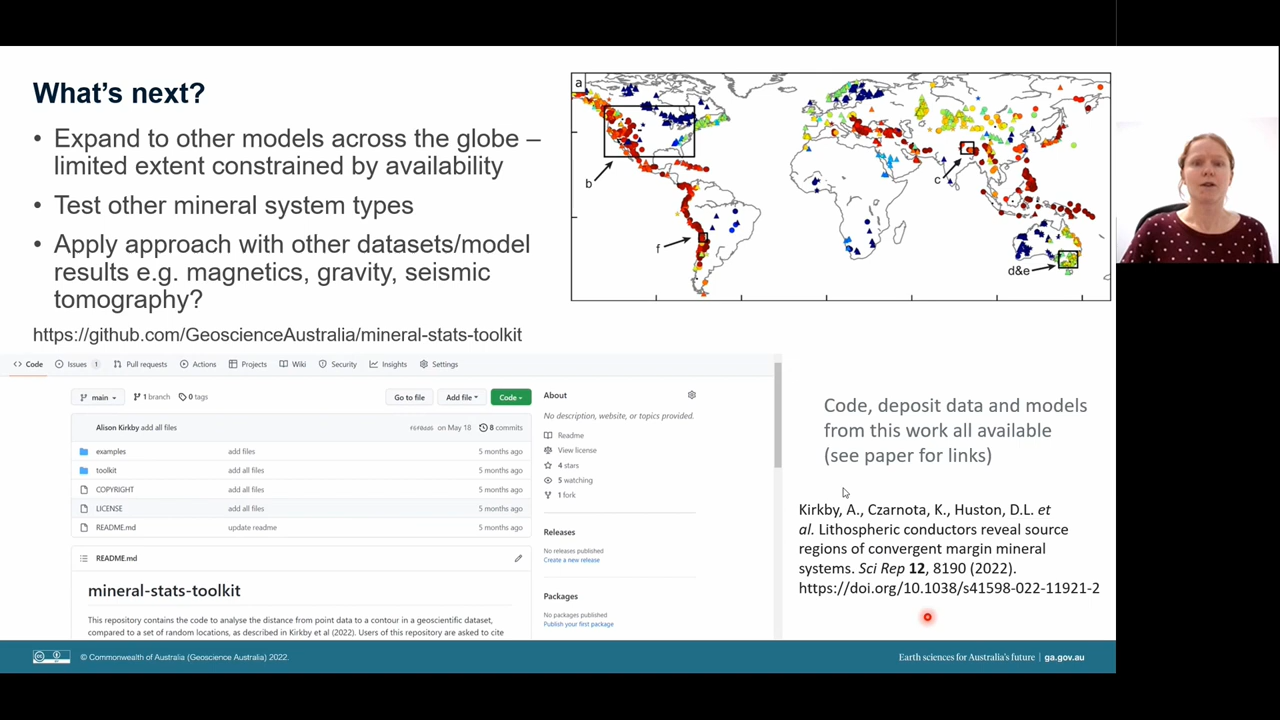 What's next?
• Expand to other models across the globe –
limited extent constrained by availability
• Test other mineral system types
• Apply approach with other datasets/model
results e.g. magnetics, gravity, seismic
tomography?
https://github.com/GeoscienceAustralia/mineral-stats-toolkit
a
b
c
f
d&e
Code Issues 1 Pull requests Actions Projects Wiki Security Insights Settings
main 1 branch 0 tags Go to file Add file Code
Alison Kirkby add all files on May 18 8 commits
examples add files 5 months ago
toolkit add all files 5 months ago
COPYRIGHT add all files 5 months ago
LICENSE add all files 5 months ago
README.md update readme 5 months ago
README.md
mineral-stats-toolkit
This repository contains the code to analyse the distance from point data to a contour in a geoscientific dataset,
compared to a set of random locations, as described in Kirkby et al (2022). Users of this repository are asked to cite
About
No description, website, or topics provided.
Readme
View license
4 stars
5 watching
1 fork
Releases
No releases published
Create a new release
Packages
No packages published
Publish your first package
Code, deposit data and models
from this work all available
(see paper for links)
Kirkby, A., Czarnota, K., Huston, D.L. et
al. Lithospheric conductors reveal source
regions of convergent margin mineral
systems. Sci Rep 12, 8190 (2022).
https://doi.org/10.1038/s41598-022-11921-2
© Commonwealth of Australia (Geoscience Australia) 2022.
Earth sciences for Australia's future | ga.gov.au